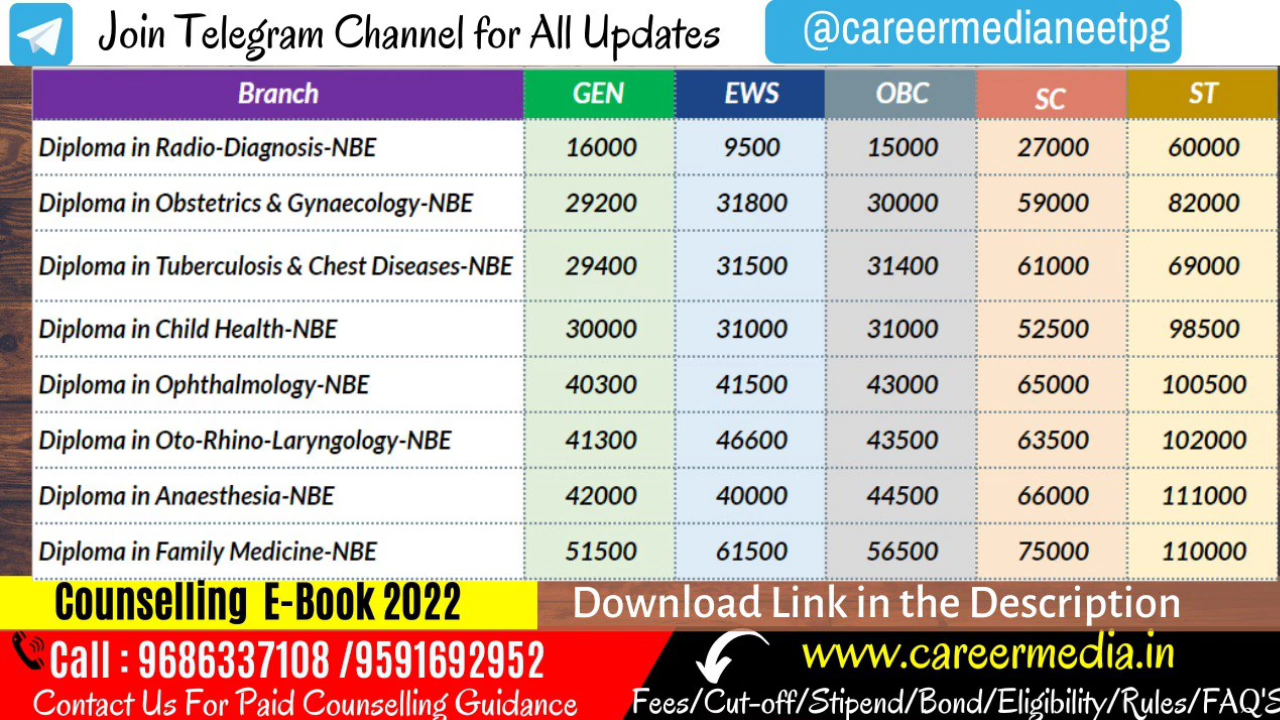 Join Telegram Channel for All Updates @careermedianeetpg
Branch GEN EWS OBC SC ST
Diploma in Radio-Diagnosis-NBE 16000 9500 15000 27000 60000
Diploma in Obstetrics & Gynaecology-NBE 29200 31800 30000 59000 82000
Diploma in Tuberculosis & Chest Diseases-NBE 29400 31500 31400 61000 69000
Diploma in Child Health-NBE 30000 31000 31000 52500 98500
Diploma in Ophthalmology-NBE 40300 41500 43000 65000 100500
Diploma in Oto-Rhino-Laryngology-NBE 41300 46600 43500 63500 102000
Diploma in Anaesthesia-NBE 42000 40000 44500 66000 111000
Diploma in Family Medicine-NBE 51500 61500 56500 75000 110000
Counselling E-Book 2022 Download Link in the Description
Call : 9686337108 /9591692952 www.careermedia.in
Contact Us For Paid Counselling Guidance Fees/Cut-off/Stipend/Bond/Eligibility/Rules/FAQ'S